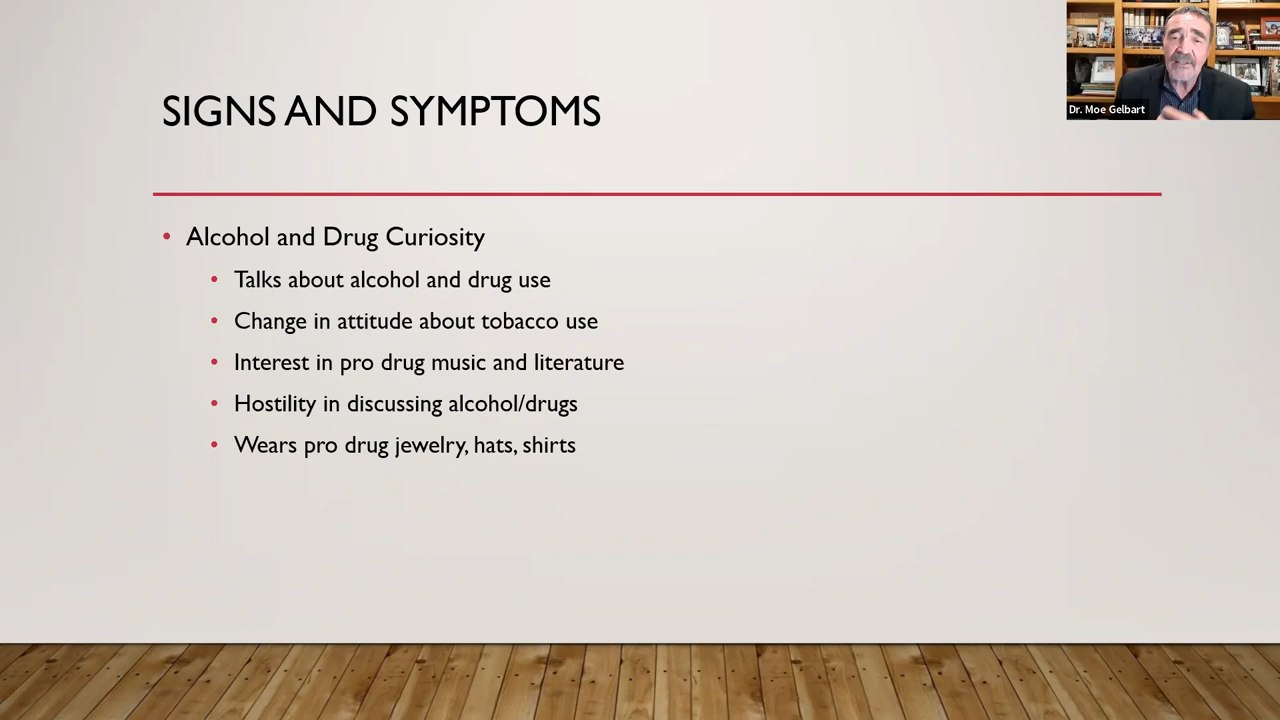 SIGNS AND SYMPTOMS
Dr. Moe Gelbart
• Alcohol and Drug Curiosity
• Talks about alcohol and drug use
• Change in attitude about tobacco use
• Interest in pro drug music and literature
• Hostility in discussing alcohol/drugs
• Wears pro drug jewelry, hats, shirts